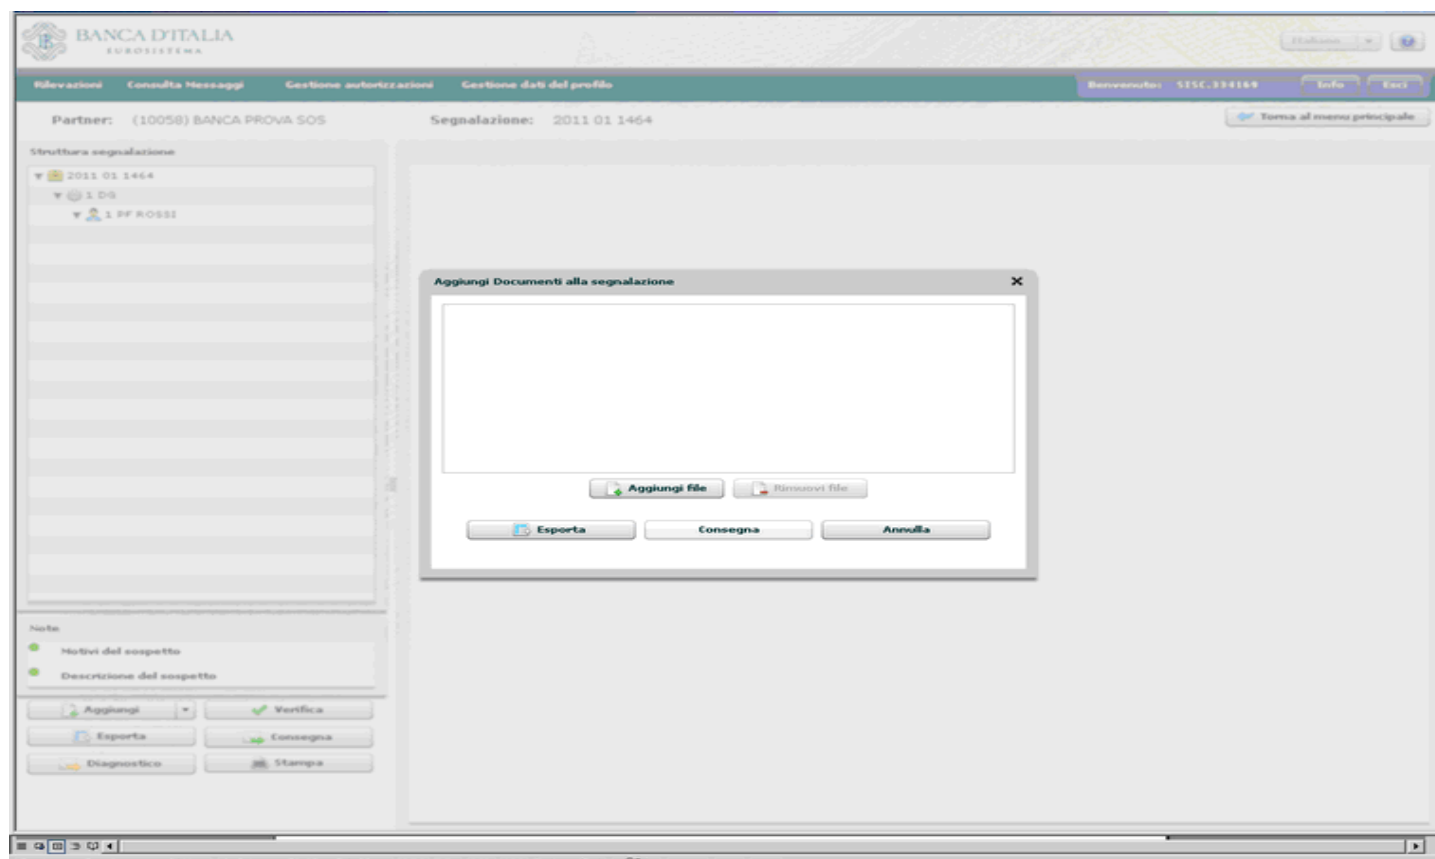 BANCA D'ITALIA
EUROSISTEMA
Italiano
Rilevazioni Consulta Messaggi Gestione autorizzazioni Gestione dati del profilo Benvenuto: SISC.334169 Info Esci
Partner: (10058) BANCA PROVA SOS Segnalazione: 2011 01 1464 Torna al menu principale
Struttura segnalazione
2011 01 1464
1 DG
1 PF ROSSI
Aggiungi Documenti alla segnalazione
Aggiungi file Rimuovi file
Esporta Consegna Annulla
Note
Motivi del sospetto
Descrizione del sospetto
Aggiungi Verifica
Esporta Consegna
Diagnostico Stampa